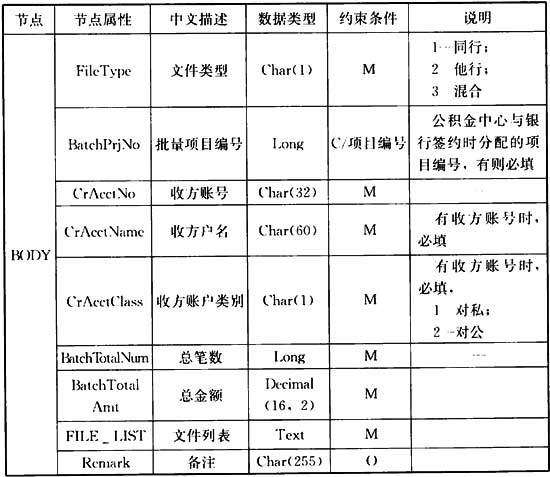 节点 节点属性 中文描述 数据类型 约束条件 说明
BODY
FileType 文件类型 Char(1) M 1—同行;
2 他行;
3 混合
BatchPrjNo 批量项目编号 Long C/项目编号 公积金中心与银
行签约时分配的项
目编号,有则必填
CrAcctNo 收方账号 Char(32) M —
CrAcctName 收方户名 Char(60) M 有收方账号时,
必填
CrAcctClass 收方账户类别 Char(1) M 有收方账号时,
必填,
1 对私;
2—对公
BatchTotalNum 总笔数 Long M —
BatchTotal
Amt 总金额 Decimal
(16, 2) M
FILE_LIST 文件列表 Text M
Remark 备注 Char(255) O